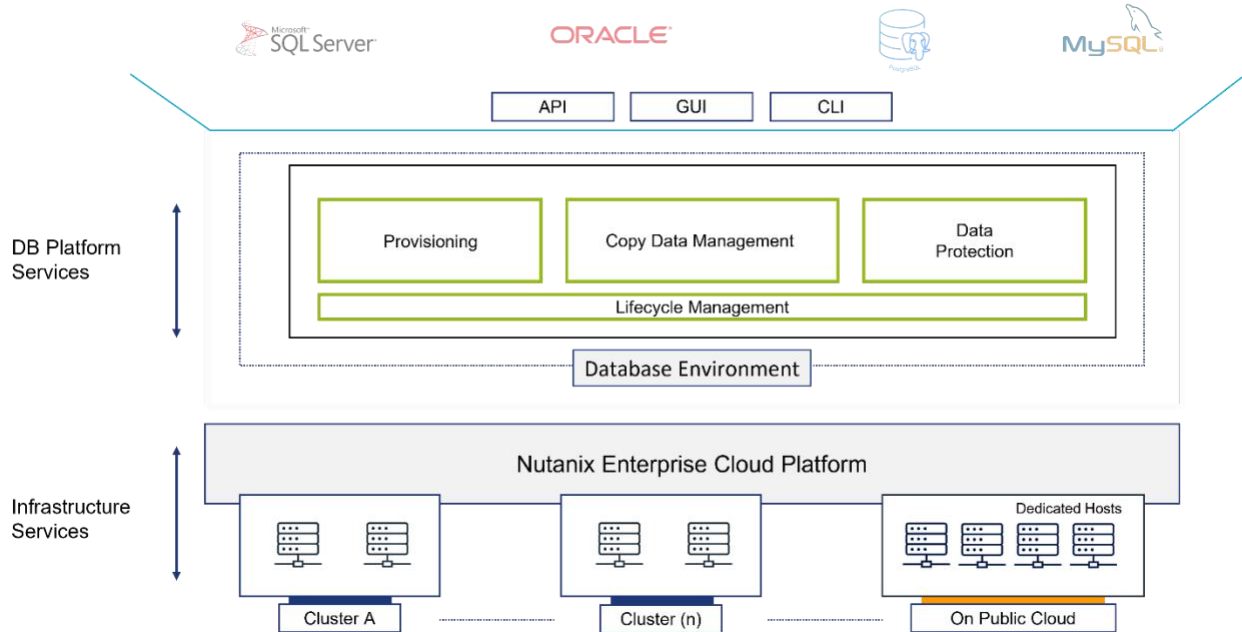 Microsoft
SQL Server
ORACLE
PostgreSQL
MySQL
API
GUI
CLI
DB Platform
Services
Provisioning
Copy Data Management
Data
Protection
Lifecycle Management
Database Environment
Nutanix Enterprise Cloud Platform
Infrastructure
Services
Dedicated Hosts
Cluster A
Cluster (n)
On Public Cloud